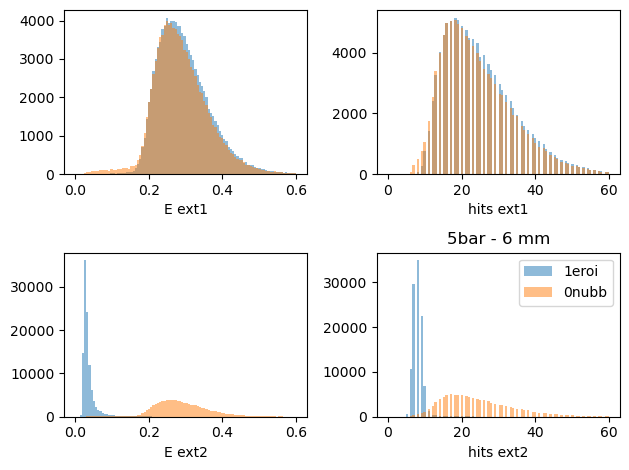 4000
3000
2000
1000
0
0.0 0.2 0.4 0.6
E ext1
4000
2000
0
0 20 40 60
hits ext1
30000
20000
10000
0
0.0 0.2 0.4 0.6
E ext2
5bar - 6 mm
1eroi
0nubb
30000
20000
10000
0
0 20 40 60
hits ext2